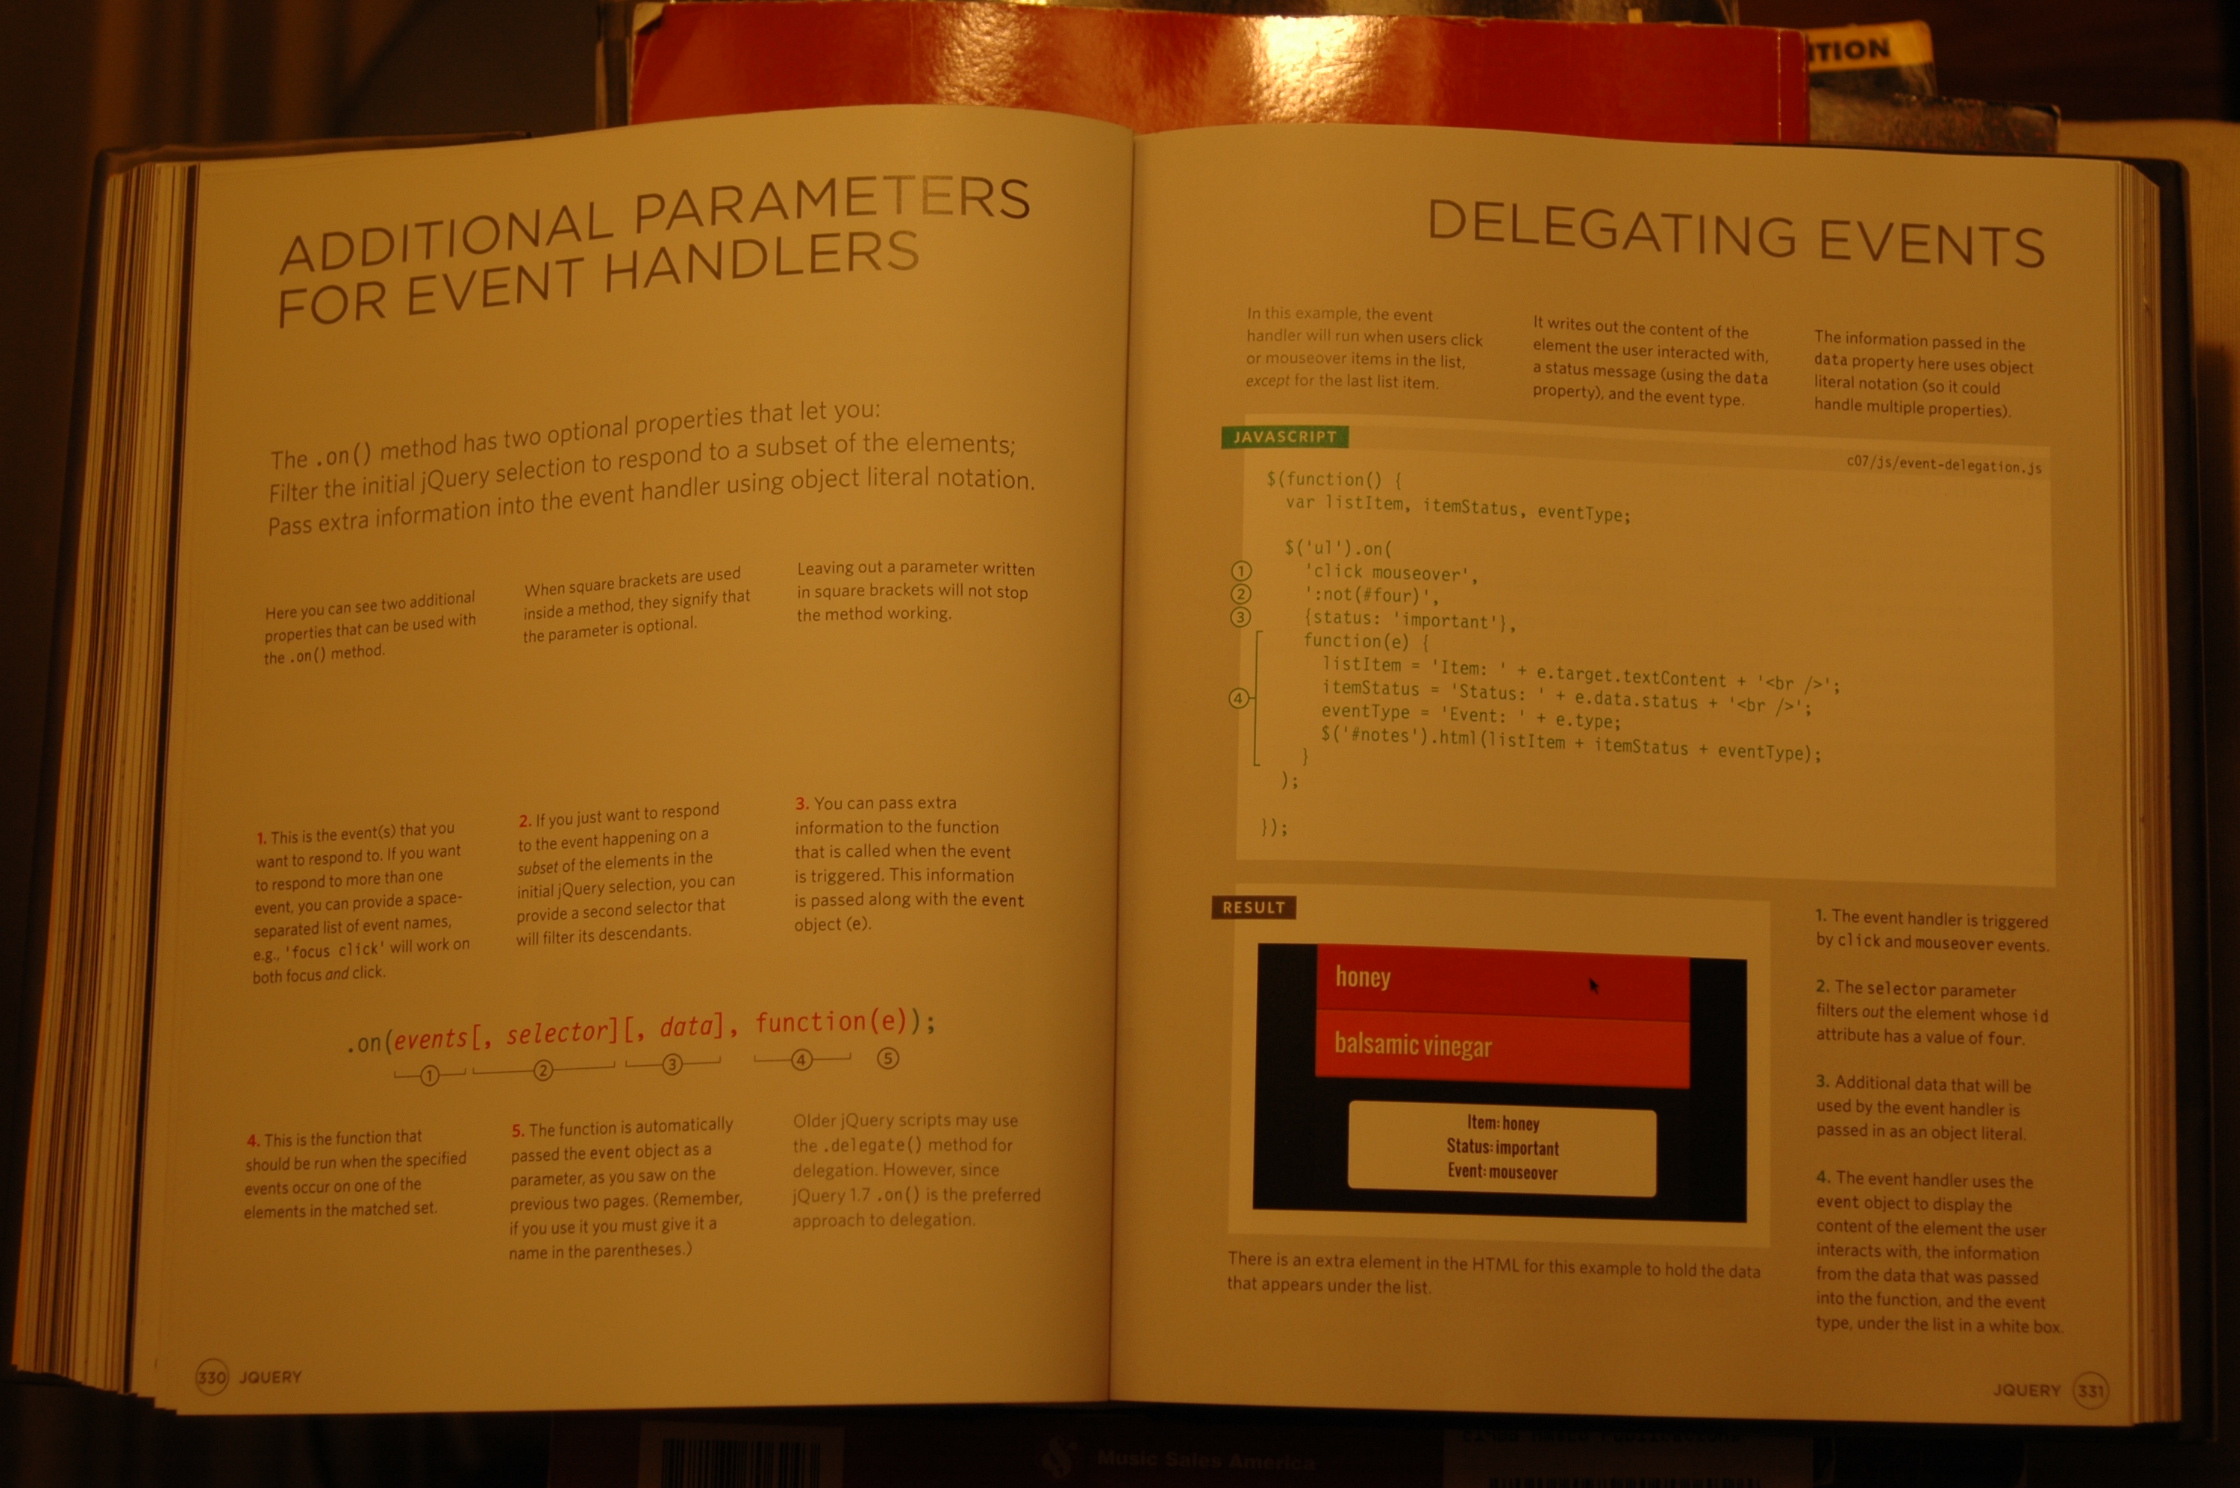 ITION
ADDITIONAL PARAMETERS
FOR EVENT HANDLERS
The .on() method has two optional properties that let you:
Filter the initial jQuery selection to respond to a subset of the elements;
Pass extra information into the event handler using object literal notation.
Here you can see two additional
properties that can be used with
the .on() method.
When square brackets are used
inside a method, they signify that
the parameter is optional.
Leaving out a parameter written
in square brackets will not stop
the method working.
1. This is the event(s) that you
want to respond to. If you want
to respond to more than one
event, you can provide a space-
separated list of event names,
e.g., 'focus click' will work on
both focus and click.
2. If you just want to respond
to the event happening on a
subset of the elements in the
initial jQuery selection, you can
provide a second selector that
will filter its descendants.
3. You can pass extra
information to the function
that is called when the event
is triggered. This information
is passed along with the event
object (e).
.on(events[, selector][, data], function(e));
1 2 3 4 5
4. This is the function that
should be run when the specified
events occur on one of the
elements in the matched set.
5. The function is automatically
passed the event object as a
parameter, as you saw on the
previous two pages. (Remember,
if you use it you must give it a
name in the parentheses.)
Older jQuery scripts may use
the .delegate() method for
delegation. However, since
jQuery 1.7 .on() is the preferred
approach to delegation.
330 JQUERY
DELEGATING EVENTS
In this example, the event
handler will run when users click
or mouseover items in the list,
except for the last list item.
It writes out the content of the
element the user interacted with,
a status message (using the data
property), and the event type.
The information passed in the
data property here uses object
literal notation (so it could
handle multiple properties).
JAVASCRIPT
c07/js/event-delegation.js
$(function() {
var listItem, itemStatus, eventType;
$('ul').on(
1 'click mouseover',
2 ':not(#four)',
3 {status: 'important'},
function(e) {
listItem = 'Item: ' + e.target.textContent + '<br />';
4 itemStatus = 'Status: ' + e.data.status + '<br />';
eventType = 'Event: ' + e.type;
$('#notes').html(listItem + itemStatus + eventType);
}
);
});
RESULT
honey
balsamic vinegar
Item: honey
Status: important
Event: mouseover
There is an extra element in the HTML for this example to hold the data
that appears under the list.
1. The event handler is triggered
by click and mouseover events.
2. The selector parameter
filters out the element whose id
attribute has a value of four.
3. Additional data that will be
used by the event handler is
passed in as an object literal.
4. The event handler uses the
event object to display the
content of the element the user
interacts with, the information
from the data that was passed
into the function, and the event
type, under the list in a white box.
JQUERY 331
Music Sales America